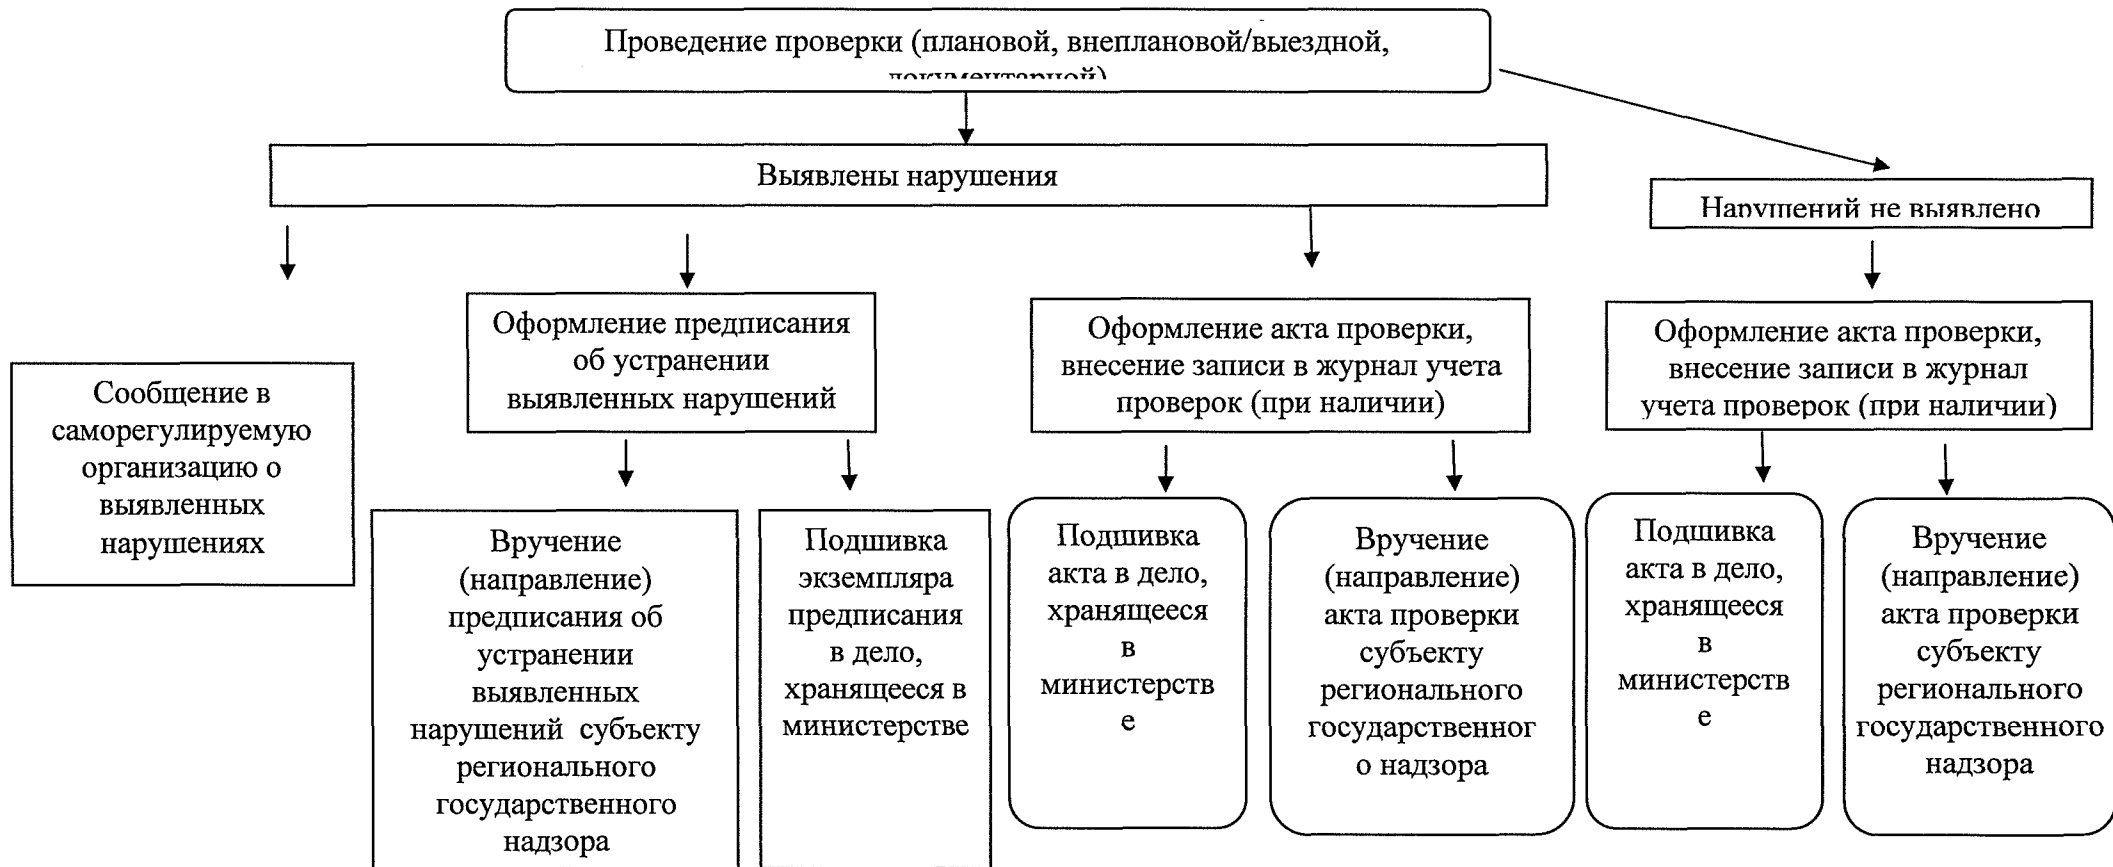 Проведение проверки (плановой, внеплановой/выездной,
документарной)
Выявлены нарушения
Нарушений не выявлено
Сообщение в
саморегулируемую
организацию о
выявленных
нарушениях
Оформление предписания
об устранении
выявленных нарушений
Оформление акта проверки,
внесение записи в журнал учета
проверок (при наличии)
Оформление акта проверки,
внесение записи в журнал
учета проверок (при наличии)
Вручение
(направление)
предписания об
устранении
выявленных
нарушений субъекту
регионального
государственного
надзора
Подшивка
экземпляра
предписания
в дело,
хранящееся в
министерстве
Подшивка
акта в дело,
хранящееся
в
министерств
е
Вручение
(направление)
акта проверки
субъекту
регионального
государственног
о надзора
Подшивка
акта в дело,
хранящееся
в
министерств
е
Вручение
(направление)
акта проверки
субъекту
регионального
государственного
надзора